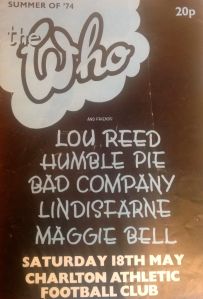 SUMMER OF '74
20p
the
Who
AND FRIENDS
LOU REED
HUMBLE PIE
BAD COMPANY
LINDISFARNE
MAGGIE BELL
SATURDAY 18TH MAY
CHARLTON ATHLETIC
FOOTBALL CLUB